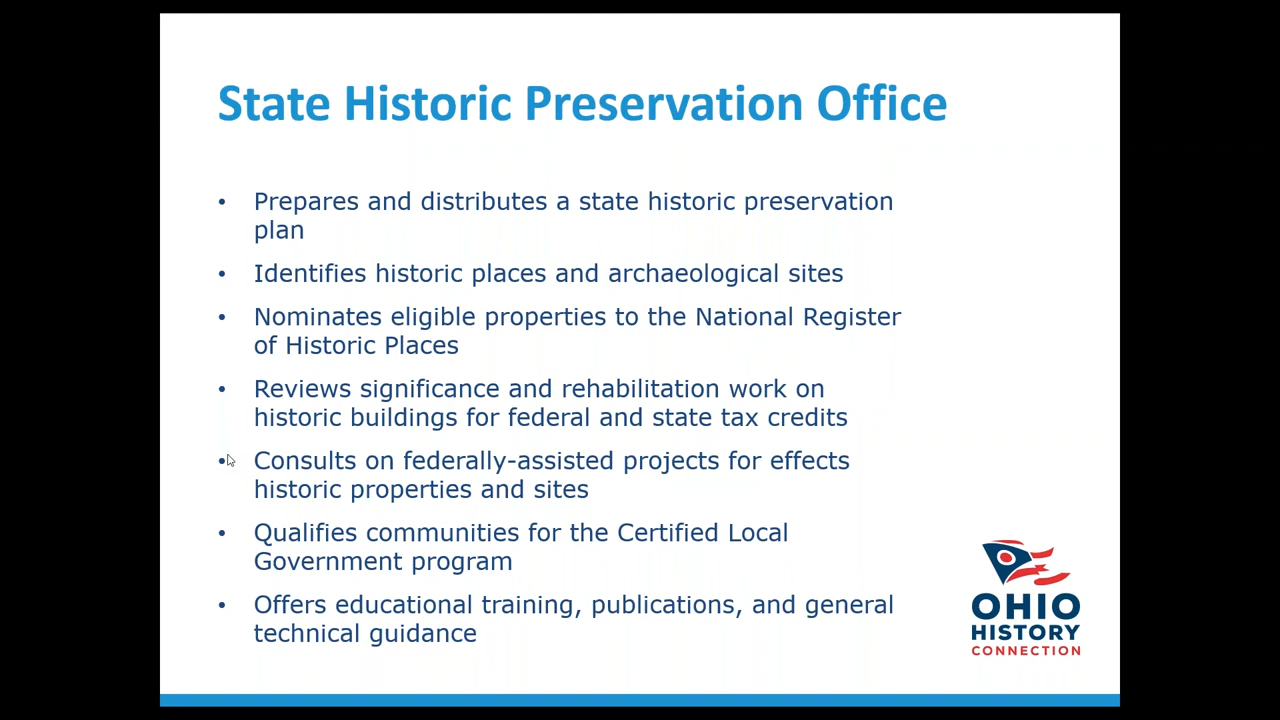 State Historic Preservation Office
• Prepares and distributes a state historic preservation
plan
• Identifies historic places and archaeological sites
• Nominates eligible properties to the National Register
of Historic Places
• Reviews significance and rehabilitation work on
historic buildings for federal and state tax credits
• Consults on federally-assisted projects for effects
historic properties and sites
• Qualifies communities for the Certified Local
Government program
• Offers educational training, publications, and general
technical guidance
OHIO
HISTORY
CONNECTION